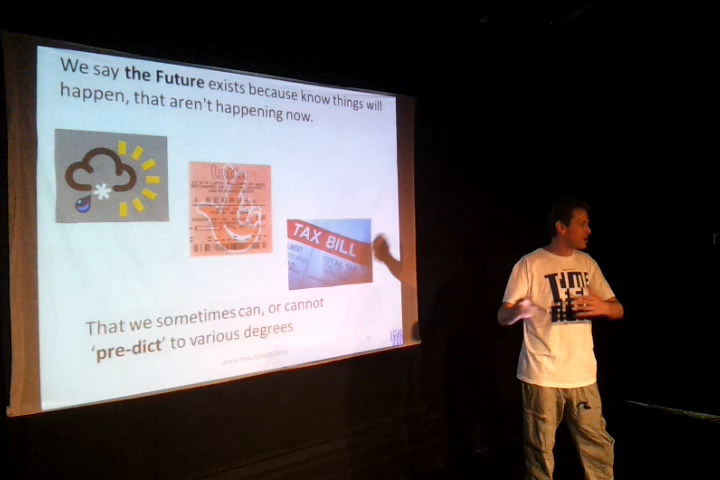 We say the Future exists because know things will
happen, that aren't happening now.
TAX BILL
That we sometimes can, or cannot
'pre-dict' to various degrees
TIME